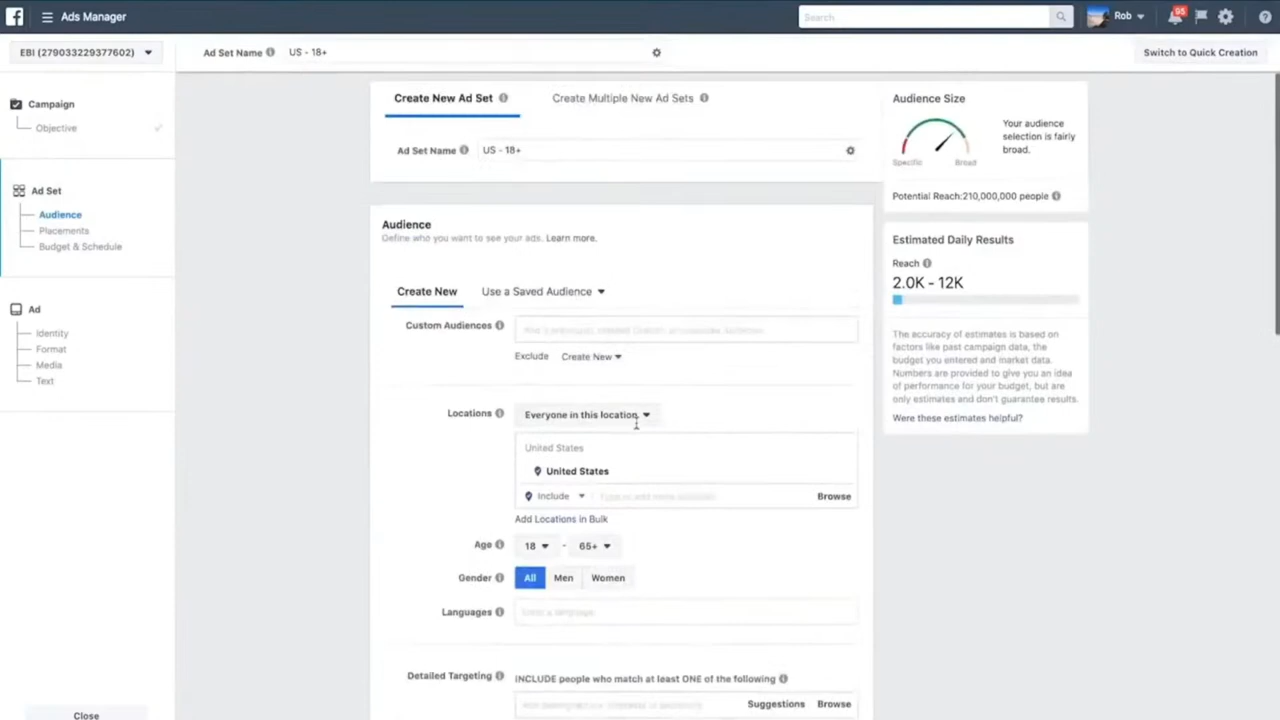 Ads Manager
Search
Rob
95
EBI (279033229377602)
Ad Set Name
US - 18+
Switch to Quick Creation
Campaign
Objective
Ad Set
Audience
Placements
Budget & Schedule
Ad
Identity
Format
Media
Text
Close
Create New Ad Set
Create Multiple New Ad Sets
Ad Set Name
US - 18+
Audience
Define who you want to see your ads. Learn more.
Create New
Use a Saved Audience
Custom Audiences
Exclude
Create New
Locations
Everyone in this location
United States
United States
Include
Browse
Add Locations in Bulk
Age
18 - 65+
Gender
All
Men
Women
Languages
Enter a language
Detailed Targeting
INCLUDE people who match at least ONE of the following
Suggestions
Browse
Audience Size
Your audience
selection is fairly
broad.
Specific
Broad
Potential Reach:210,000,000 people
Estimated Daily Results
Reach
2.0K - 12K
The accuracy of estimates is based on
factors like past campaign data, the
budget you entered and market data.
Numbers are provided to give you an idea
of performance for your budget, but are
only estimates and don't guarantee results.
Were these estimates helpful?